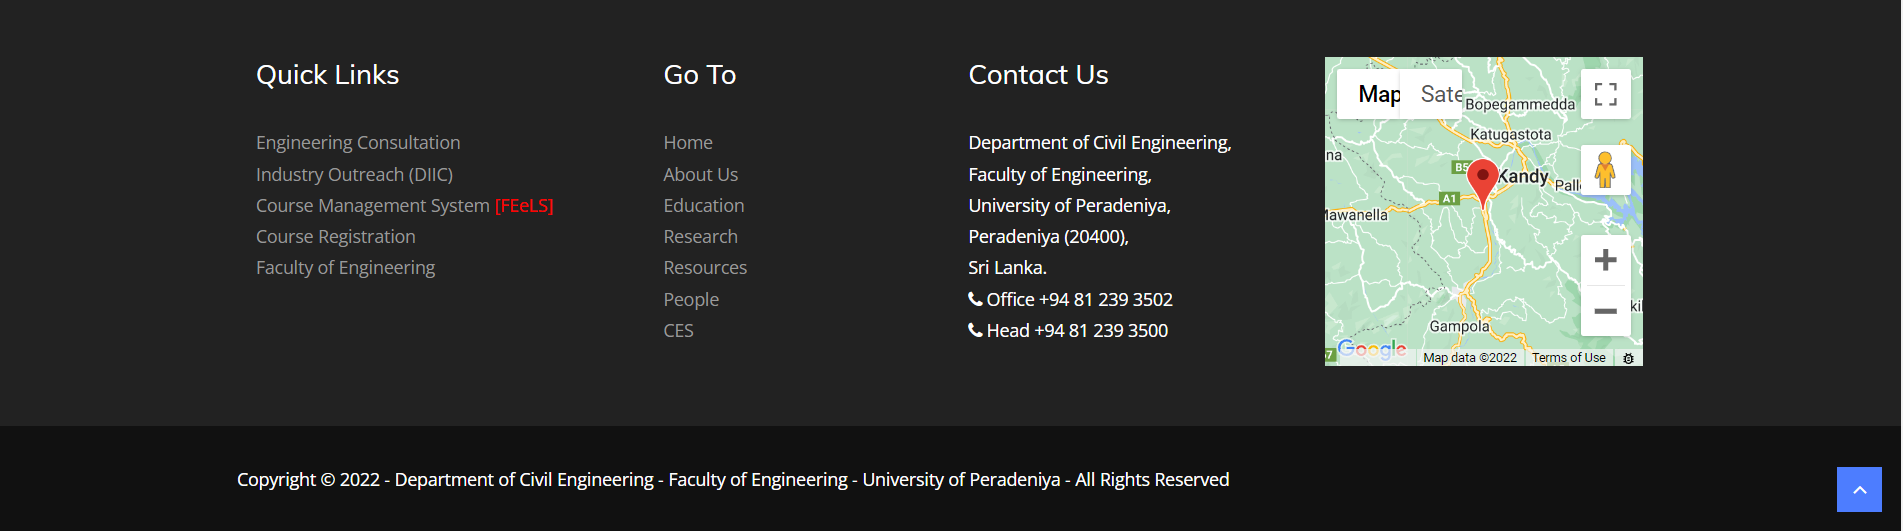 Quick Links
Engineering Consultation
Industry Outreach (DIIC)
Course Management System [FEeLS]
Course Registration
Faculty of Engineering
Go To
Home
About Us
Education
Research
Resources
People
CES
Contact Us
Department of Civil Engineering,
Faculty of Engineering,
University of Peradeniya,
Peradeniya (20400),
Sri Lanka.
Office +94 81 239 3502
Head +94 81 239 3500
Map Sate
Bopegammedda
Katugastota
na
B5
Kandy Palle
A1
Mawanella
Gampola
ki
Google
7
Map data ©2022 Terms of Use
Copyright © 2022 - Department of Civil Engineering - Faculty of Engineering - University of Peradeniya - All Rights Reserved